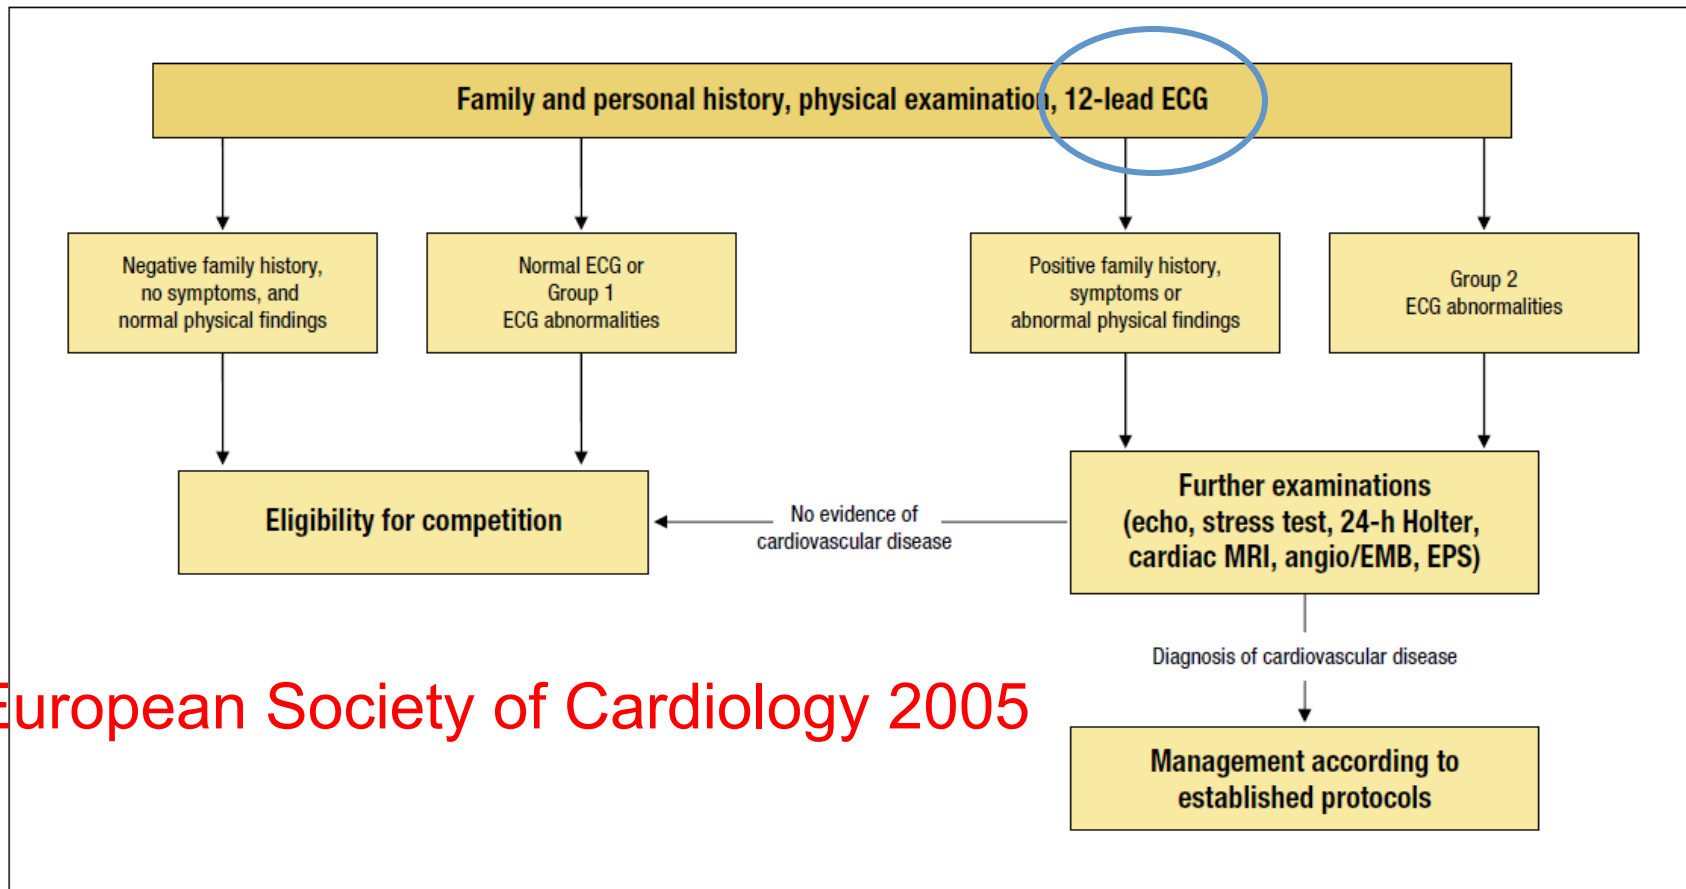 Family and personal history, physical examination, 12-lead ECG
Negative family history,
no symptoms, and
normal physical findings
Normal ECG or
Group 1
ECG abnormalities
Positive family history,
symptoms or
abnormal physical findings
Group 2
ECG abnormalities
Eligibility for competition
No evidence of
cardiovascular disease
Further examinations
(echo, stress test, 24-h Holter,
cardiac MRI, angio/EMB, EPS)
Diagnosis of cardiovascular disease
European Society of Cardiology 2005
Management according to
established protocols